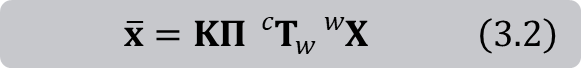 x̄ = KΠ ᶜT_w ʷX (3.2)